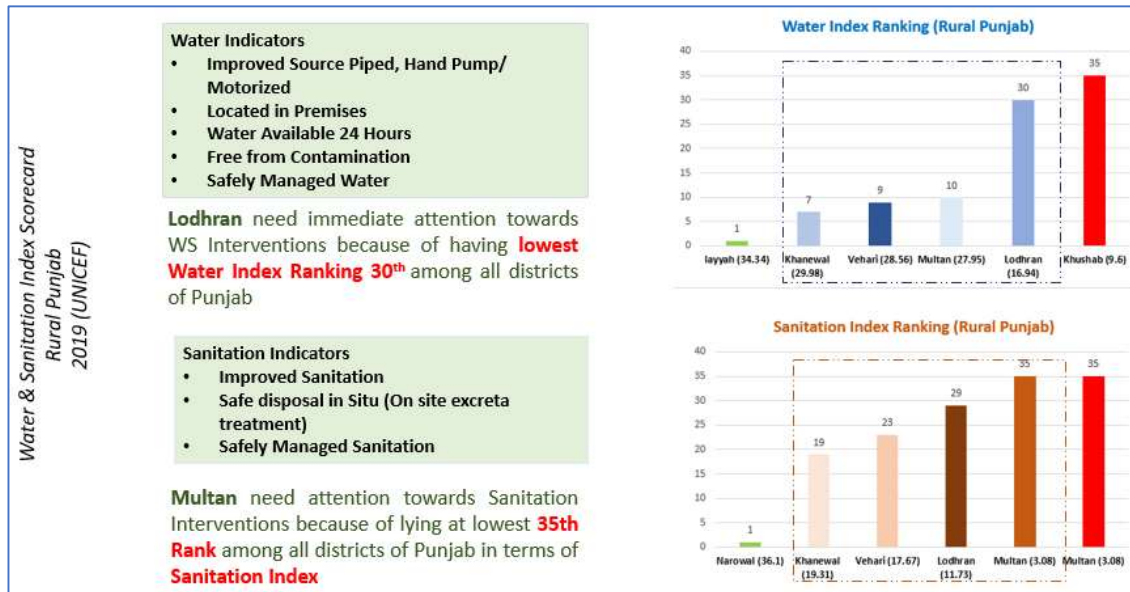 Water & Sanitation Index Scorecard
Rural Punjab
2019 (UNICEF)
Water Indicators
• Improved Source Piped, Hand Pump/
Motorized
• Located in Premises
• Water Available 24 Hours
• Free from Contamination
• Safely Managed Water
Lodhran need immediate attention towards
WS Interventions because of having lowest
Water Index Ranking 30th among all districts
of Punjab
Sanitation Indicators
• Improved Sanitation
• Safe disposal in Situ (On site excreta
treatment)
• Safely Managed Sanitation
Multan need attention towards Sanitation
Interventions because of lying at lowest 35th
Rank among all districts of Punjab in terms of
Sanitation Index
Water Index Ranking (Rural Punjab)
40
35
30
25
20
15
10
5
0
1
7
9
10
30
35
layyah (34.34)
Khanewal
(29.98)
Vehari (28.56)
Multan (27.95)
Lodhran
(16.94)
Khushab (9.6)
Sanitation Index Ranking (Rural Punjab)
40
35
30
25
20
15
10
5
0
1
19
23
29
35
35
Narowal (36.1)
Khanewal
(19.31)
Vehari (17.67)
Lodhran
(11.73)
Multan (3.08)
Multan (3.08)